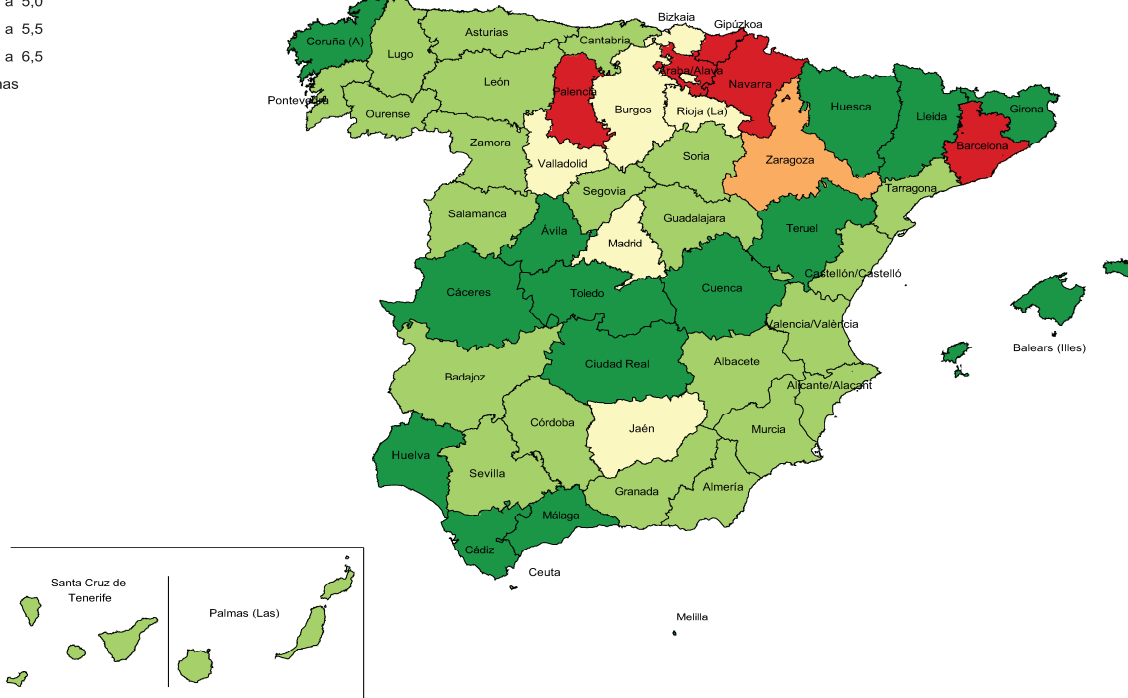 a 5,0
a 5,5
a 6,5
Bizkaia
Gipúzkoa
Asturias
Cantabria
Coruña (A)
Lugo
León
Palencia
Araba/Álava
Navarra
Pontevedra
Ourense
Burgos
Rioja (La)
Huesca
Lleida
Girona
Zamora
Valladolid
Soria
Zaragoza
Barcelona
Segovia
Tarragona
Salamanca
Ávila
Madrid
Guadalajara
Teruel
Castellón/Castelló
Cáceres
Toledo
Cuenca
Valencia/València
Balears (Illes)
Ciudad Real
Albacete
Badajoz
Alicante/Alacant
Córdoba
Jaén
Murcia
Huelva
Sevilla
Granada
Almería
Málaga
Cádiz
Ceuta
Santa Cruz de
Tenerife
Palmas (Las)
Melilla